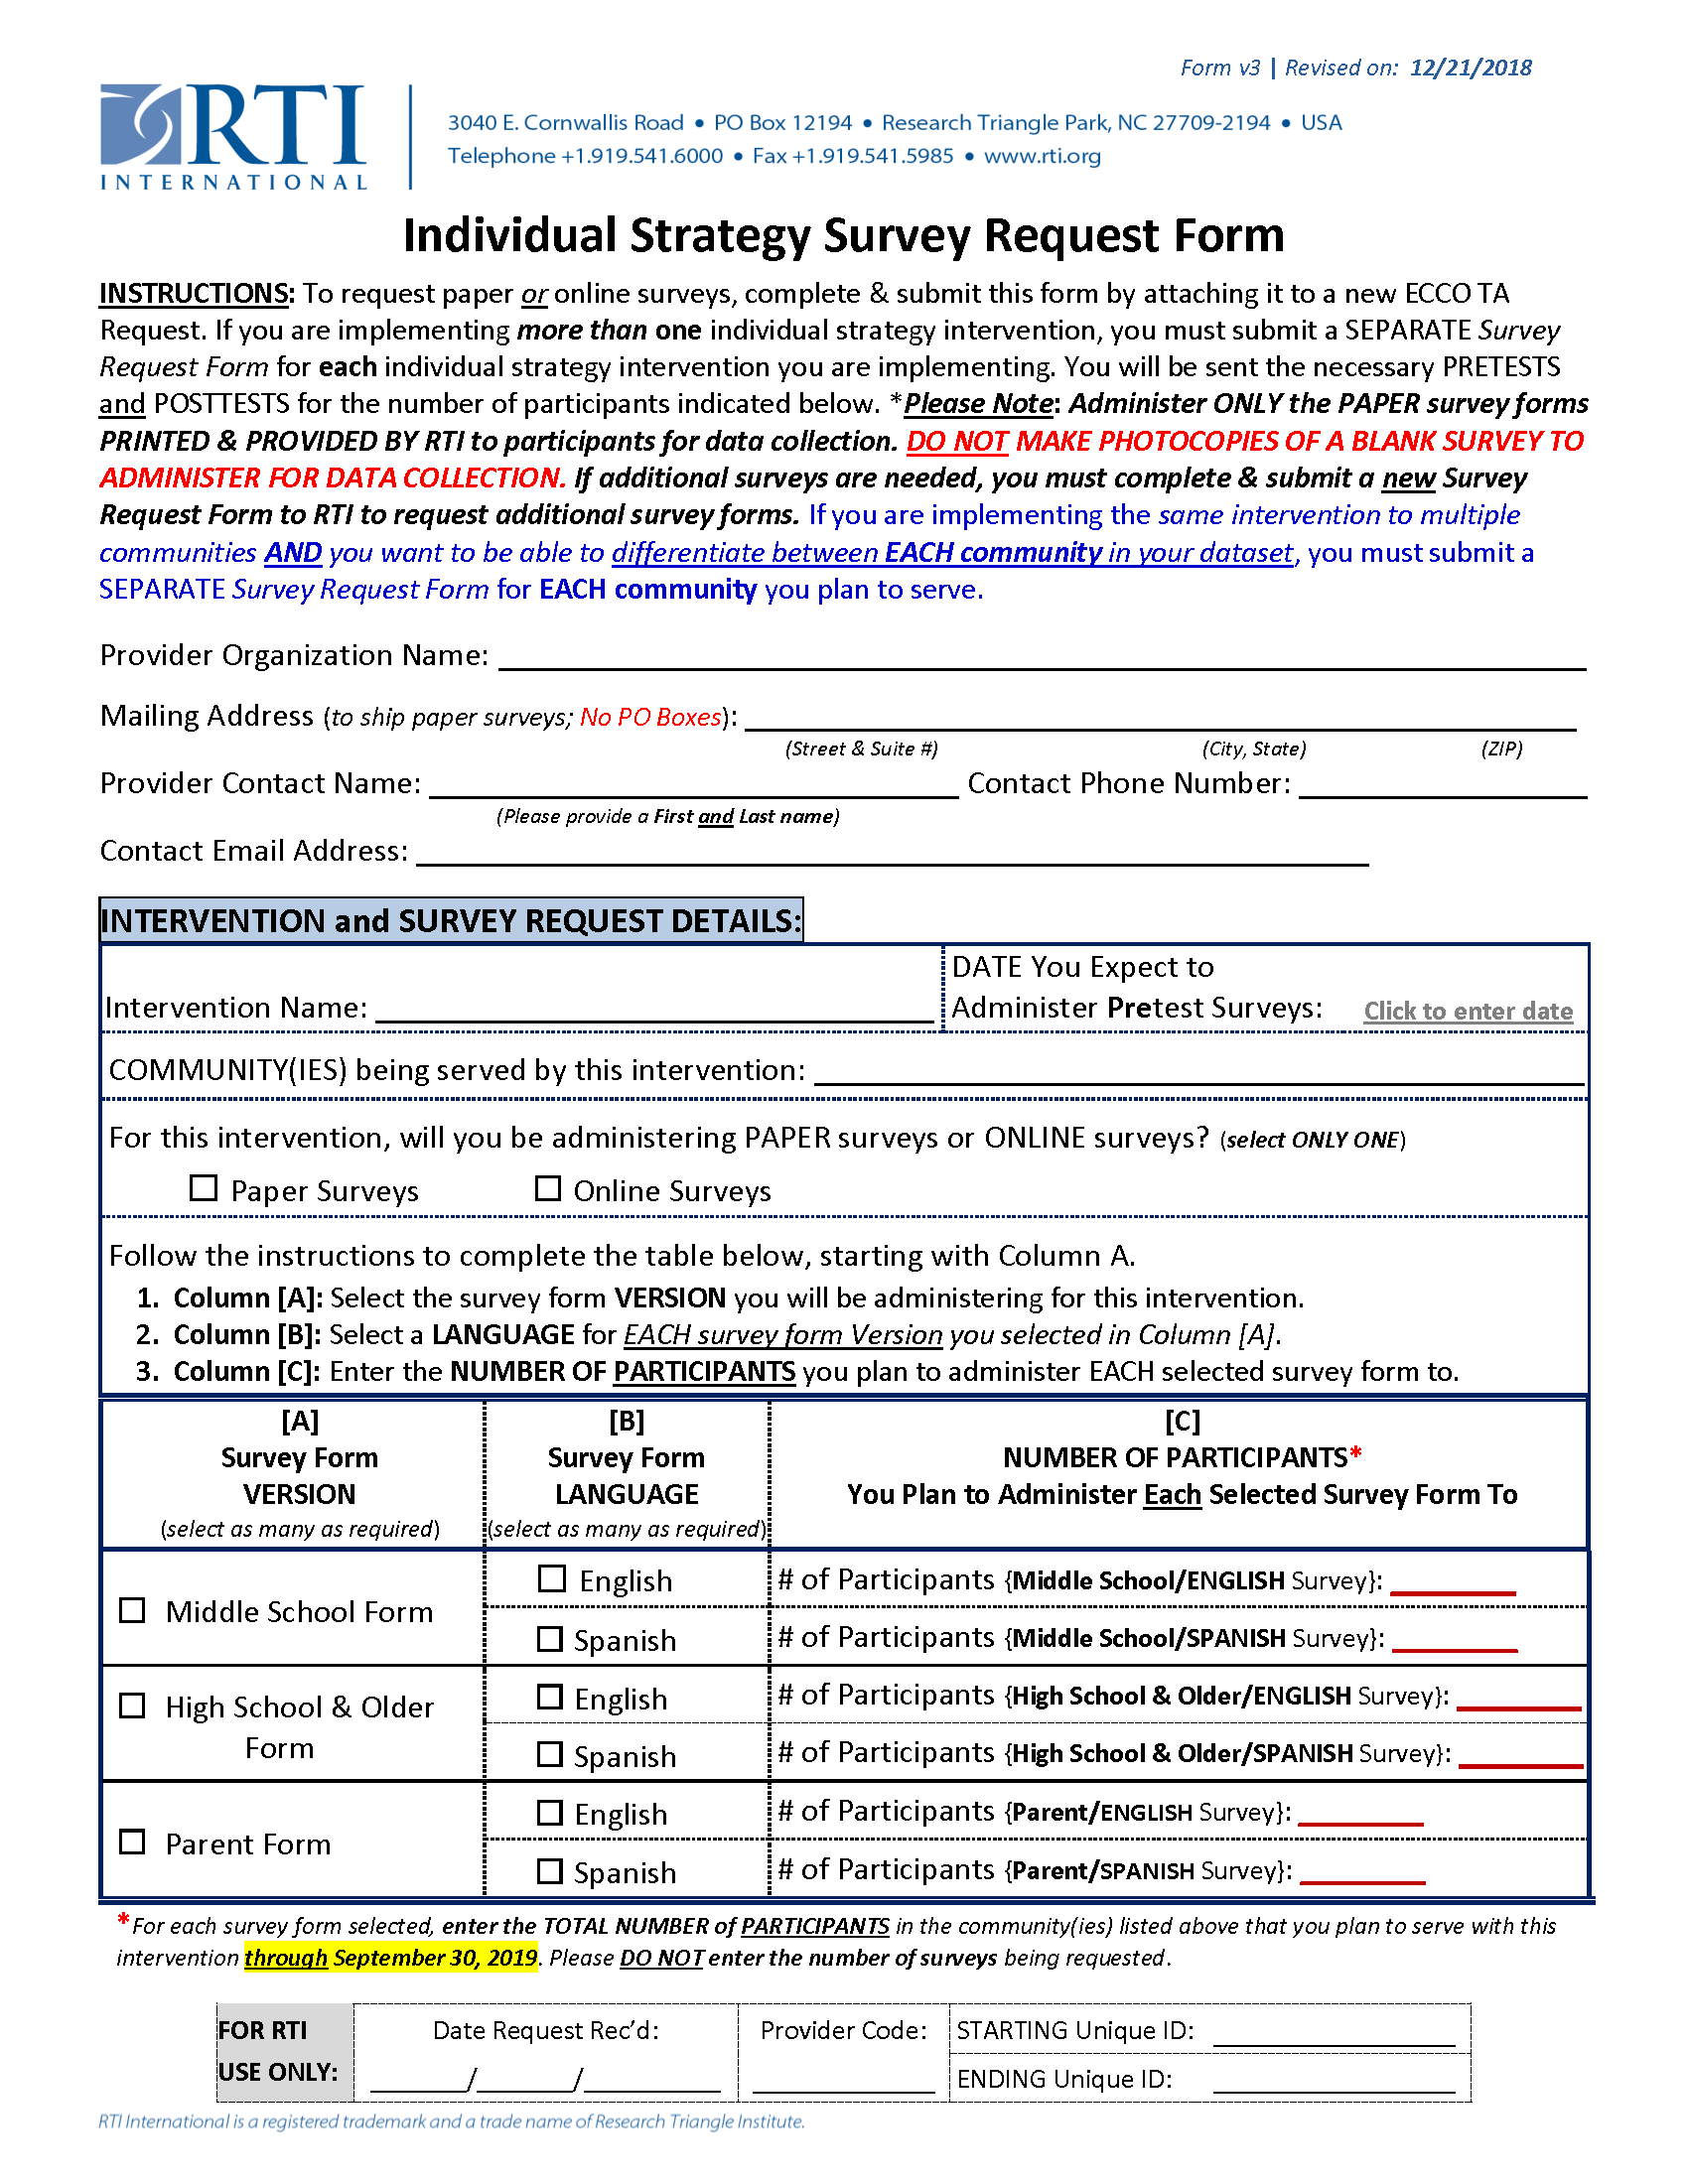 Form v3 | Revised on: 12/21/2018
RTI
INTERNATIONAL
3040 E. Cornwallis Road • PO Box 12194 • Research Triangle Park, NC 27709-2194 • USA
Telephone +1.919.541.6000 • Fax +1.919.541.5985 • www.rti.org
Individual Strategy Survey Request Form
INSTRUCTIONS: To request paper or online surveys, complete & submit this form by attaching it to a new ECCO TA
Request. If you are implementing more than one individual strategy intervention, you must submit a SEPARATE Survey
Request Form for each individual strategy intervention you are implementing. You will be sent the necessary PRETESTS
and POSTTESTS for the number of participants indicated below. *Please Note: Administer ONLY the PAPER survey forms
PRINTED & PROVIDED BY RTI to participants for data collection. DO NOT MAKE PHOTOCOPIES OF A BLANK SURVEY TO
ADMINISTER FOR DATA COLLECTION. If additional surveys are needed, you must complete & submit a new Survey
Request Form to RTI to request additional survey forms. If you are implementing the same intervention to multiple
communities AND you want to be able to differentiate between EACH community in your dataset, you must submit a
SEPARATE Survey Request Form for EACH community you plan to serve.
Provider Organization Name:
Mailing Address (to ship paper surveys; No PO Boxes):
(Street & Suite #) (City, State) (ZIP)
Provider Contact Name: Contact Phone Number:
(Please provide a First and Last name)
Contact Email Address:
INTERVENTION and SURVEY REQUEST DETAILS:
Intervention Name:
DATE You Expect to
Administer Pretest Surveys: Click to enter date
COMMUNITY(IES) being served by this intervention:
For this intervention, will you be administering PAPER surveys or ONLINE surveys? (select ONLY ONE)
☐ Paper Surveys ☐ Online Surveys
Follow the instructions to complete the table below, starting with Column A.
1. Column [A]: Select the survey form VERSION you will be administering for this intervention.
2. Column [B]: Select a LANGUAGE for EACH survey form Version you selected in Column [A].
3. Column [C]: Enter the NUMBER OF PARTICIPANTS you plan to administer EACH selected survey form to.
[A]
Survey Form
VERSION
(select as many as required)
[B]
Survey Form
LANGUAGE
(select as many as required)
[C]
NUMBER OF PARTICIPANTS*
You Plan to Administer Each Selected Survey Form To
☐ Middle School Form
☐ English # of Participants {Middle School/ENGLISH Survey}:
☐ Spanish # of Participants {Middle School/SPANISH Survey}:
☐ High School & Older
Form
☐ English # of Participants {High School & Older/ENGLISH Survey}:
☐ Spanish # of Participants {High School & Older/SPANISH Survey}:
☐ Parent Form
☐ English # of Participants {Parent/ENGLISH Survey}:
☐ Spanish # of Participants {Parent/SPANISH Survey}:
*For each survey form selected, enter the TOTAL NUMBER of PARTICIPANTS in the community(ies) listed above that you plan to serve with this
intervention through September 30, 2019. Please DO NOT enter the number of surveys being requested.
FOR RTI
USE ONLY:
Date Request Rec’d:
____/____/____
Provider Code:
STARTING Unique ID:
ENDING Unique ID:
RTI International is a registered trademark and a trade name of Research Triangle Institute.